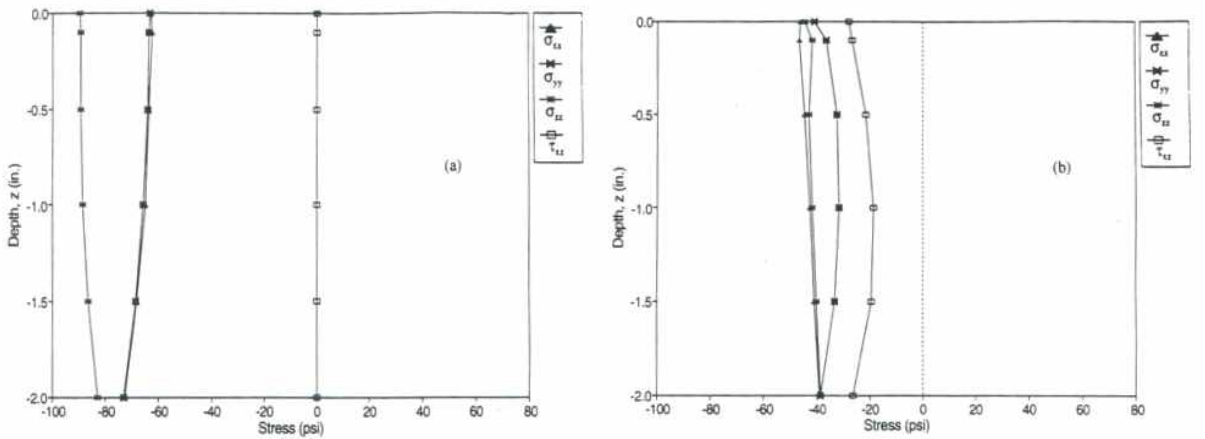 0.0
-0.5
-1.0
-1.5
-2.0
Depth, z (in.)
-100
-80
-60
-40
-20
0
20
40
60
80
Stress (psi)
(a)
σxx
σyy
σzz
τxz
0.0
-0.5
-1.0
-1.5
-2.0
Depth, z (in.)
-100
-80
-60
-40
-20
0
20
40
60
80
Stress (psi)
(b)
σxx
σyy
σzz
τxz